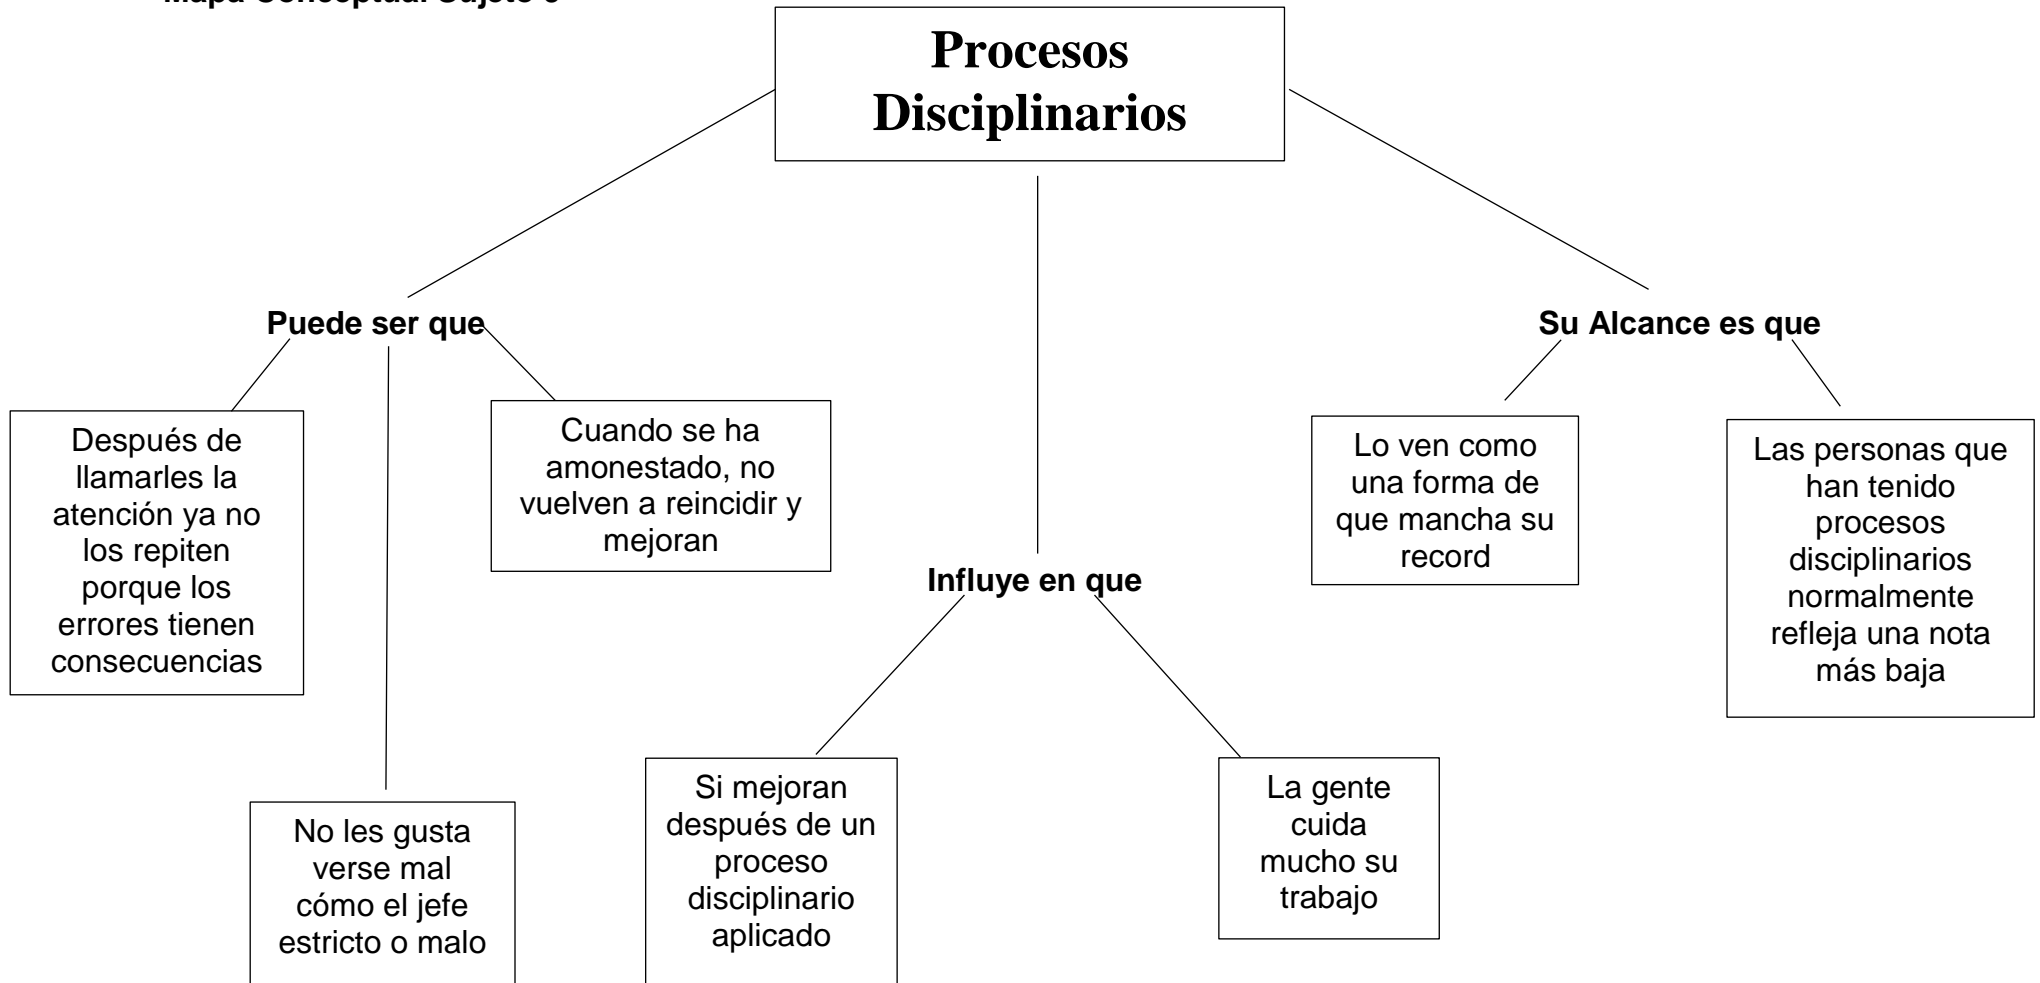 Mapa Conceptual Sujeto
Procesos
Disciplinarios
Puede ser que
Su Alcance es que
Después de
llamarles la
atención ya no
los repiten
porque los
errores tienen
consecuencias
Cuando se ha
amonestado, no
vuelven a reincidir y
mejoran
Lo ven como
una forma de
que mancha su
record
Las personas que
han tenido
procesos
disciplinarios
normalmente
refleja una nota
más baja
Influye en que
No les gusta
verse mal
cómo el jefe
estricto o malo
Si mejoran
después de un
proceso
disciplinario
aplicado
La gente
cuida
mucho su
trabajo